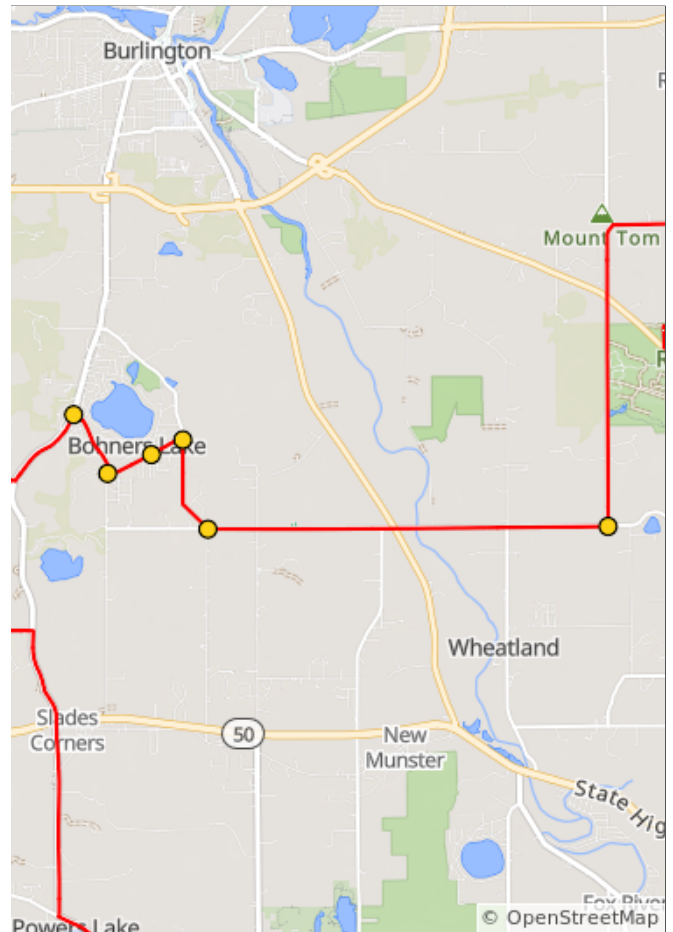 Burlington
R
Mount Tom
R
Bohners Lake
Wheatland
Slades
Corners
50
New
Munster
State Hig
Fox River
Powers Lake
© OpenStreetMap